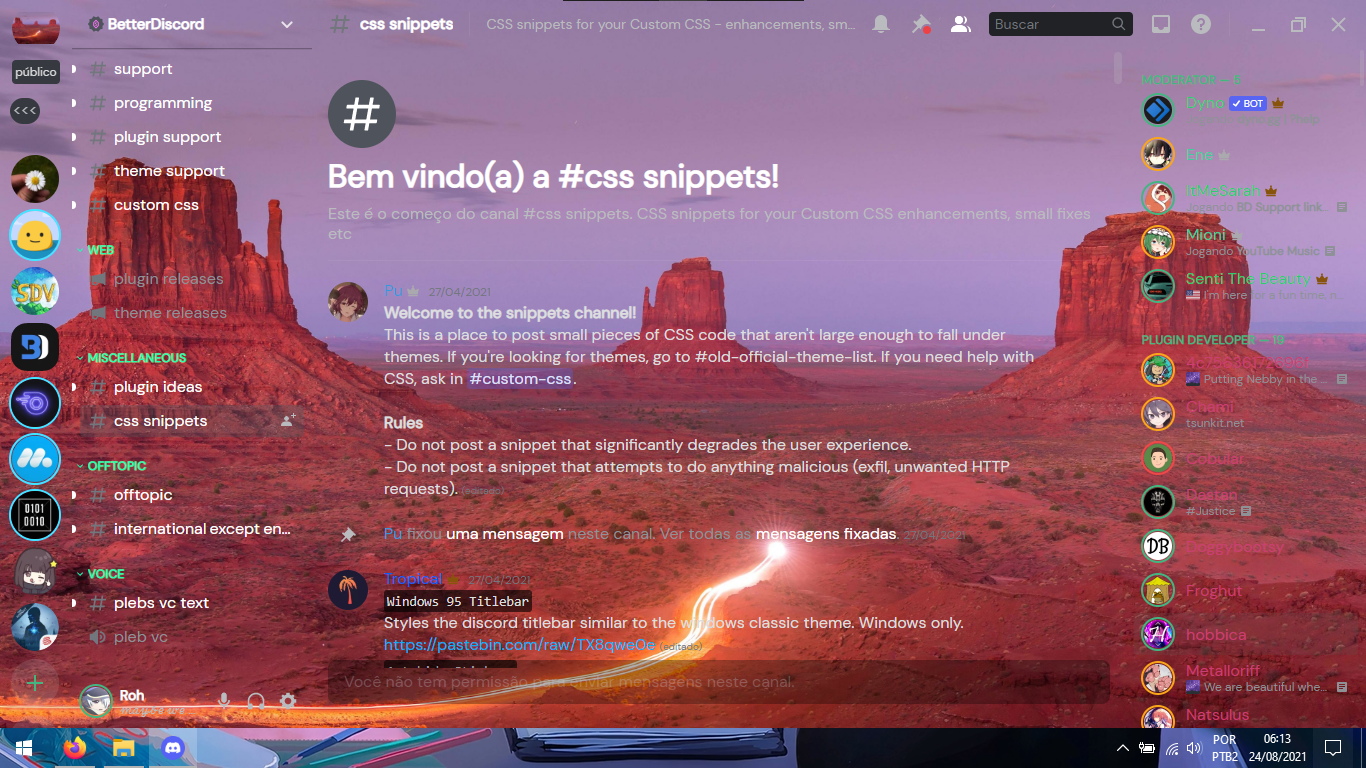 BetterDiscord
css snippets
CSS snippets for your Custom CSS - enhancements, sm...
Buscar
público
<<<
support
programming
plugin support
theme support
custom css
WEB
plugin releases
theme releases
MISCELLANEOUS
plugin ideas
css snippets
OFFTOPIC
offtopic
international except en...
VOICE
plebs vc text
pleb vc
SDV
0101
0010
Roh
Bem vindo(a) a #css snippets!
Este é o começo do canal #css snippets. CSS snippets for your Custom CSS enhancements, small fixes
etc
Pu 27/04/2021
Welcome to the snippets channel!
This is a place to post small pieces of CSS code that aren't large enough to fall under
themes. If you're looking for themes, go to #old-official-theme-list. If you need help with
CSS, ask in #custom-css.
Rules
- Do not post a snippet that significantly degrades the user experience.
- Do not post a snippet that attempts to do anything malicious (exfil, unwanted HTTP
requests). (editado)
Pu fixou uma mensagem neste canal. Ver todas as mensagens fixadas. 27/04/2021
Tropical 27/04/2021
Windows 95 Titlebar
Styles the discord titlebar similar to the windows classic theme. Windows only.
https://pastebin.com/raw/TX8qwc0c (editado)
Você não tem permissão para enviar mensagens neste canal.
MODERATOR — 5
Dyno BOT
Eno
ItMeSarah
Jogando BD Support link...
Mioni
Jogando YouTube Music
Senti The Beauty
I'm here for a fun time, n...
PLUGIN DEVELOPER — 19
Putting Nebby in the ...
Chemi
tsunkit.net
Dastan
#Justice
DB
Doggybootsy
Froghut
hobbica
Metalloriff
We are beautiful whe...
Natsulus
POR
PTB2
06:13
24/08/2021